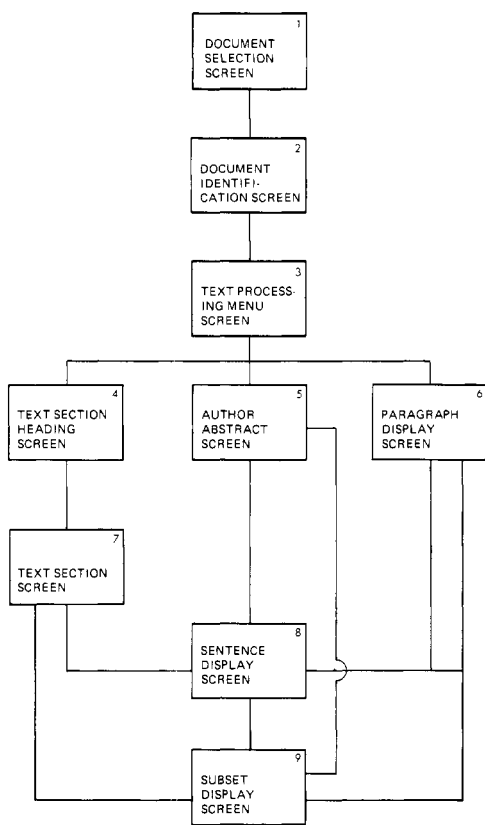 1
DOCUMENT
SELECTION
SCREEN
2
DOCUMENT
IDENT(F)-
CATION SCREEN
3
TEXT PROCESS-
ING MENU
SCREEN
4
TEXT SECTION
HEADING
SCREEN
5
AUTHOR
ABSTRACT
SCREEN
6
PARAGRAPH
DISPLAY
SCREEN
7
TEXT SECTION
SCREEN
8
SENTENCE
DISPLAY
SCREEN
9
SUBSET
DISPLAY
SCREEN